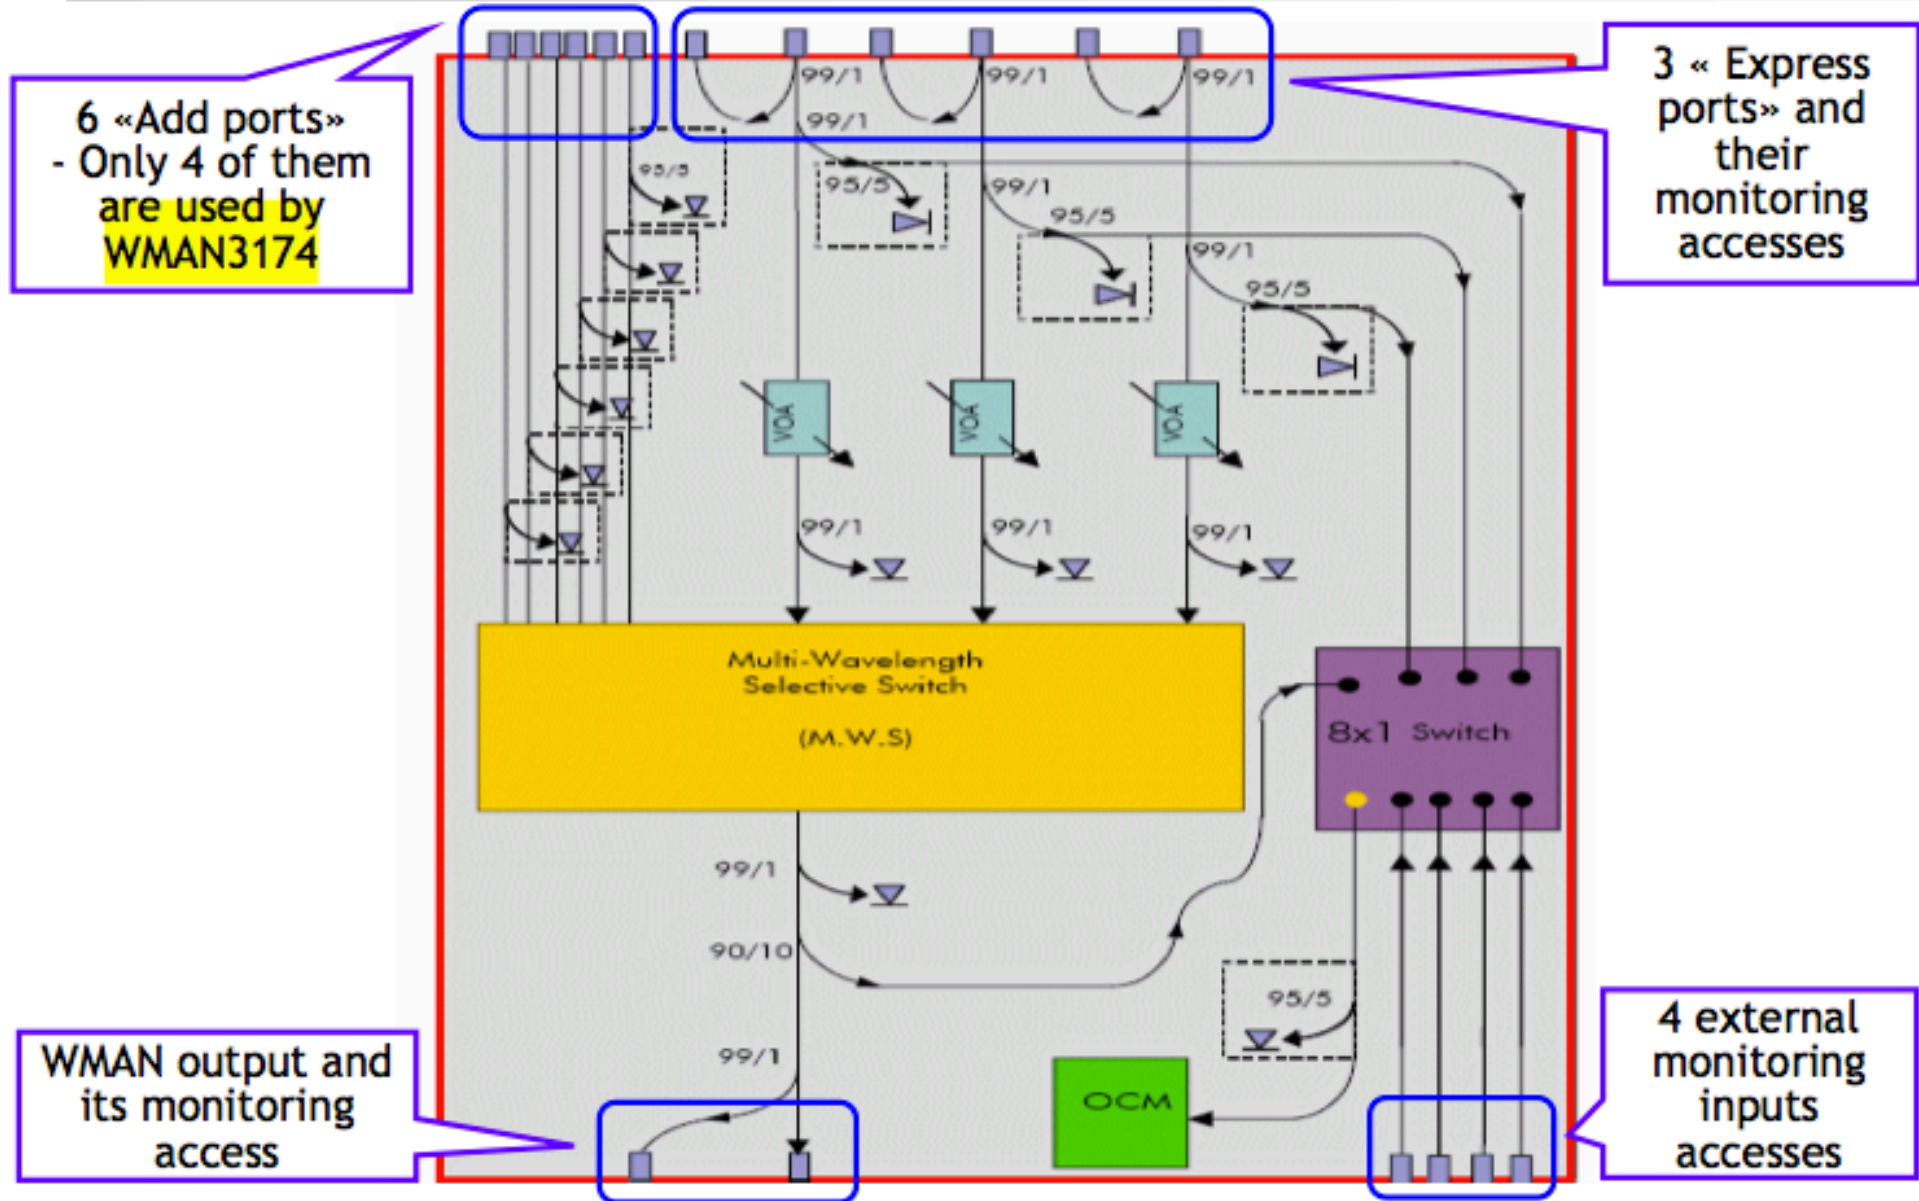 6 «Add ports»
- Only 4 of them
are used by
WMAN3174
3 « Express
ports» and
their
monitoring
accesses
99/1
99/1
99/1
99/1
95/5
95/5
99/1
95/5
99/1
95/5
VOA
VOA
VOA
99/1
99/1
99/1
Multi-Wavelength
Selective Switch
(M.W.S)
8x1 Switch
99/1
90/10
95/5
99/1
OCM
WMAN output and
its monitoring
access
4 external
monitoring
inputs
accesses